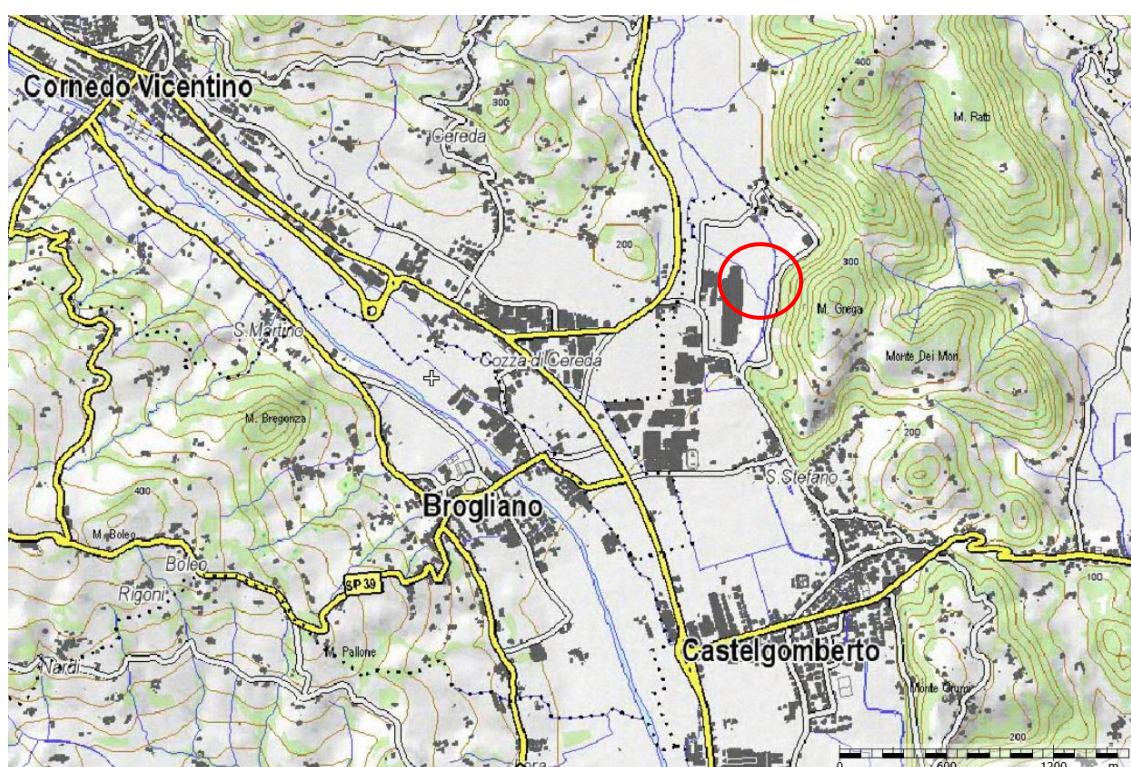 400
Cornedo Vicentino
300
M. Ratti
Cereda
200
300
M. Grega
S.Martino
Cozza di Cereda
Monte Dei Mori
M. Bregonza
200
S.Stefano
400
Brogliano
M. Boleo
Boleo
SP 39
100
Rigoni
M. Pallone
Castelgomberto
Nardi
Monte Grumi
200
0
600
1200
m